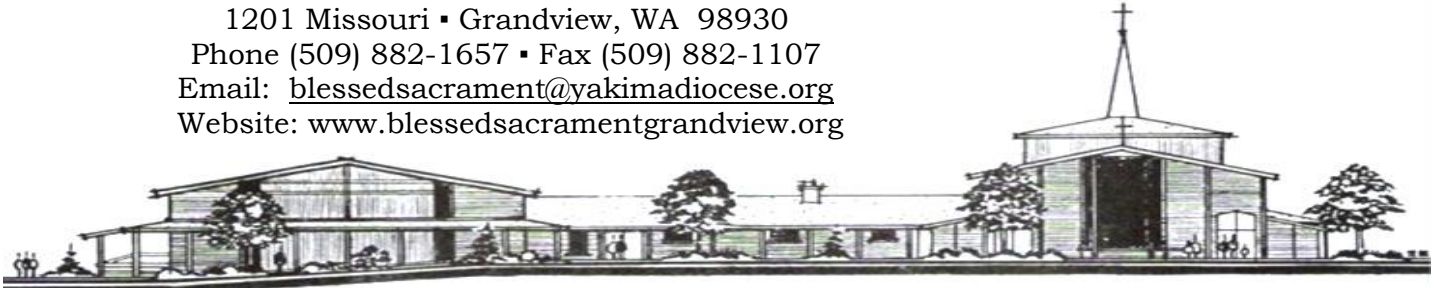 1201 Missouri ▪ Grandview, WA 98930
Phone (509) 882-1657 ▪ Fax (509) 882-1107
Email: blessedsacrament@yakimadiocese.org
Website: www.blessedsacramentgrandview.org